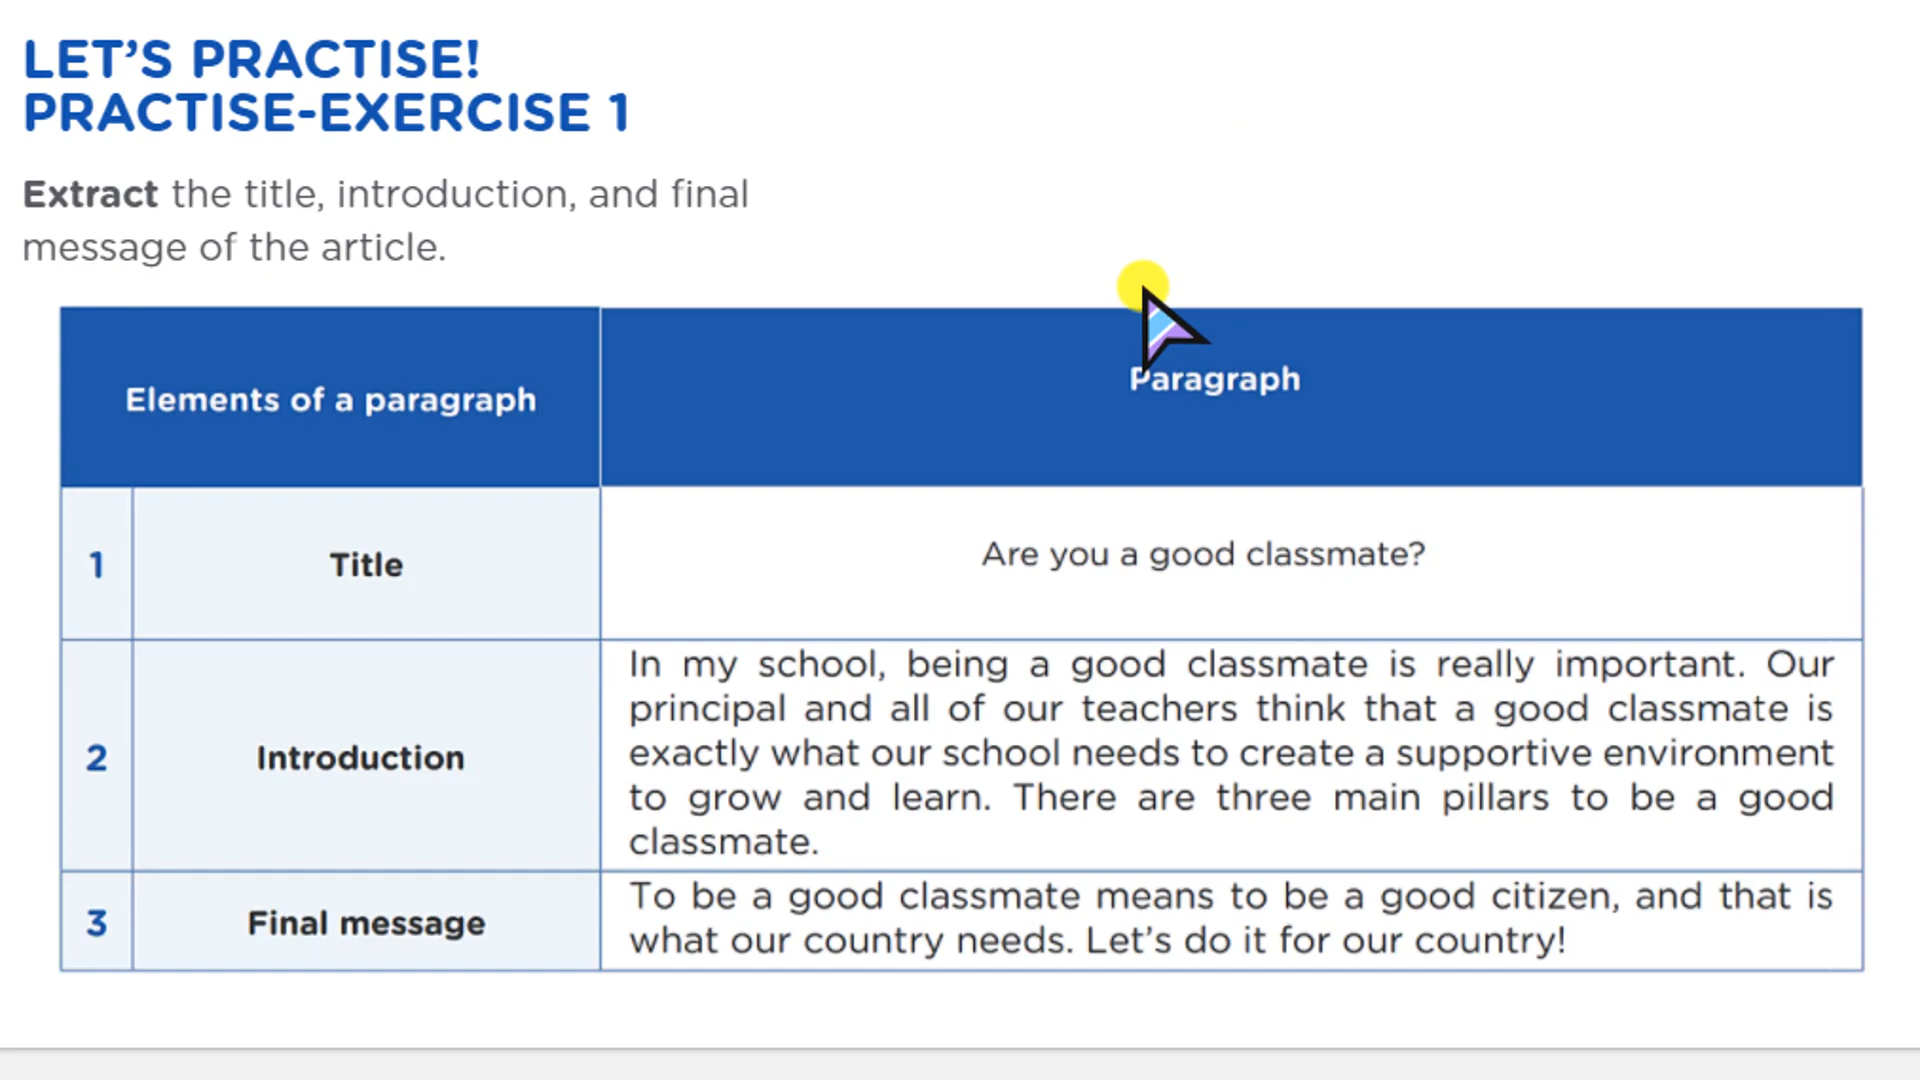 LET’S PRACTISE!
PRACTISE-EXERCISE 1
Extract the title, introduction, and final
message of the article.
Elements of a paragraph
Paragraph
1
Title
Are you a good classmate?
2
Introduction
In my school, being a good classmate is really important. Our
principal and all of our teachers think that a good classmate is
exactly what our school needs to create a supportive environment
to grow and learn. There are three main pillars to be a good
classmate.
3
Final message
To be a good classmate means to be a good citizen, and that is
what our country needs. Let’s do it for our country!